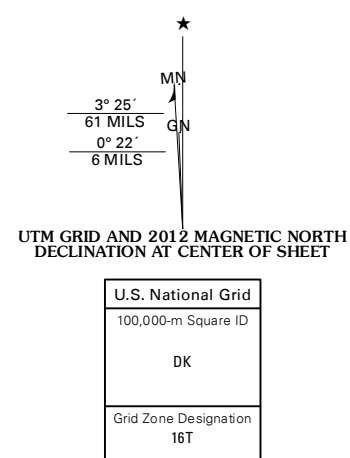 ★
MN
3° 25´
61 MILS
GN
0° 22´
6 MILS
UTM GRID AND 2012 MAGNETIC NORTH
DECLINATION AT CENTER OF SHEET
U.S. National Grid
100,000-m Square ID
DK
Grid Zone Designation
16T